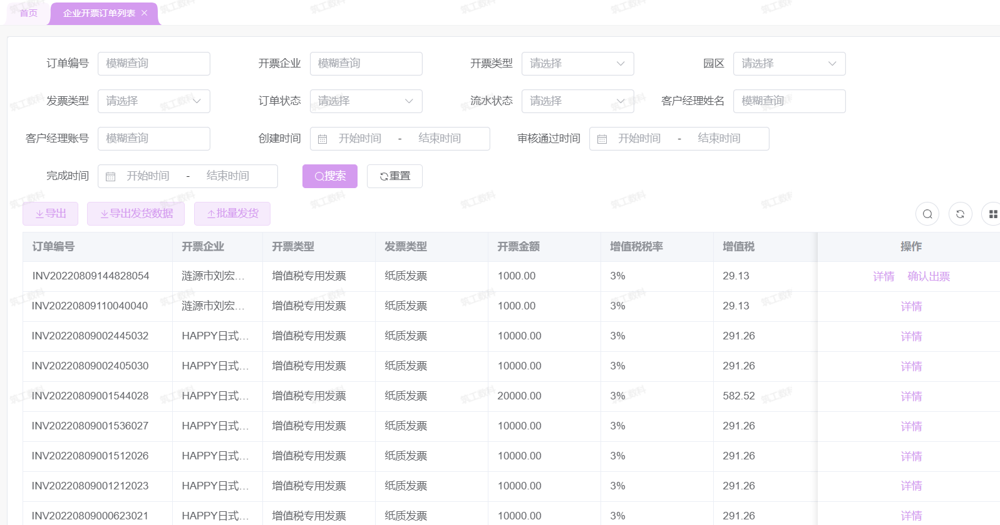 首页 企业开票订单列表
订单编号 模糊查询 开票企业 模糊查询 开票类型 请选择 园区 请选择
发票类型 请选择 订单状态 请选择 流水状态 请选择 客户经理姓名 模糊查询
客户经理账号 模糊查询 创建时间 开始时间 - 结束时间 审核通过时间 开始时间 - 结束时间
完成时间 开始时间 - 结束时间 搜索 重置
导出 导出发货数据 批量发货
订单编号 开票企业 开票类型 发票类型 开票金额 增值税税率 增值税 操作
INV20220809144828054 涟源市刘宏... 增值税专用发票 纸质发票 1000.00 3% 29.13 详情 确认出票
INV20220809110040040 涟源市刘宏... 增值税专用发票 纸质发票 1000.00 3% 29.13 详情
INV20220809002445032 HAPPY日式... 增值税专用发票 纸质发票 10000.00 3% 291.26 详情
INV20220809002405030 HAPPY日式... 增值税专用发票 纸质发票 10000.00 3% 291.26 详情
INV20220809001544028 HAPPY日式... 增值税专用发票 纸质发票 20000.00 3% 582.52 详情
INV20220809001536027 HAPPY日式... 增值税专用发票 纸质发票 10000.00 3% 291.26 详情
INV20220809001512026 HAPPY日式... 增值税专用发票 纸质发票 10000.00 3% 291.26 详情
INV20220809001212023 HAPPY日式... 增值税专用发票 纸质发票 10000.00 3% 291.26 详情
INV20220809000623021 HAPPY日式... 增值税专用发票 纸质发票 10000.00 3% 291.26 详情
筑工数科